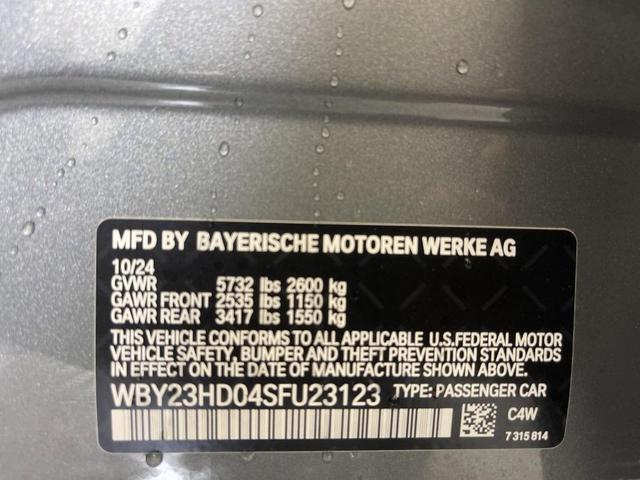 MFD BY BAYERISCHE MOTOREN WERKE AG
10/24
GVWR 5732 lbs 2600 kg
GAWR FRONT 2535 lbs 1150 kg
GAWR REAR 3417 lbs 1550 kg
THIS VEHICLE CONFORMS TO ALL APPLICABLE U.S.FEDERAL MOTOR
VEHICLE SAFETY, BUMPER AND THEFT PREVENTION STANDARDS
IN EFFECT ON THE DATE OF MANUFACTURE SHOWN ABOVE.
WBY23HD04SFU23123 TYPE: PASSENGER CAR
C4W
7 315 814